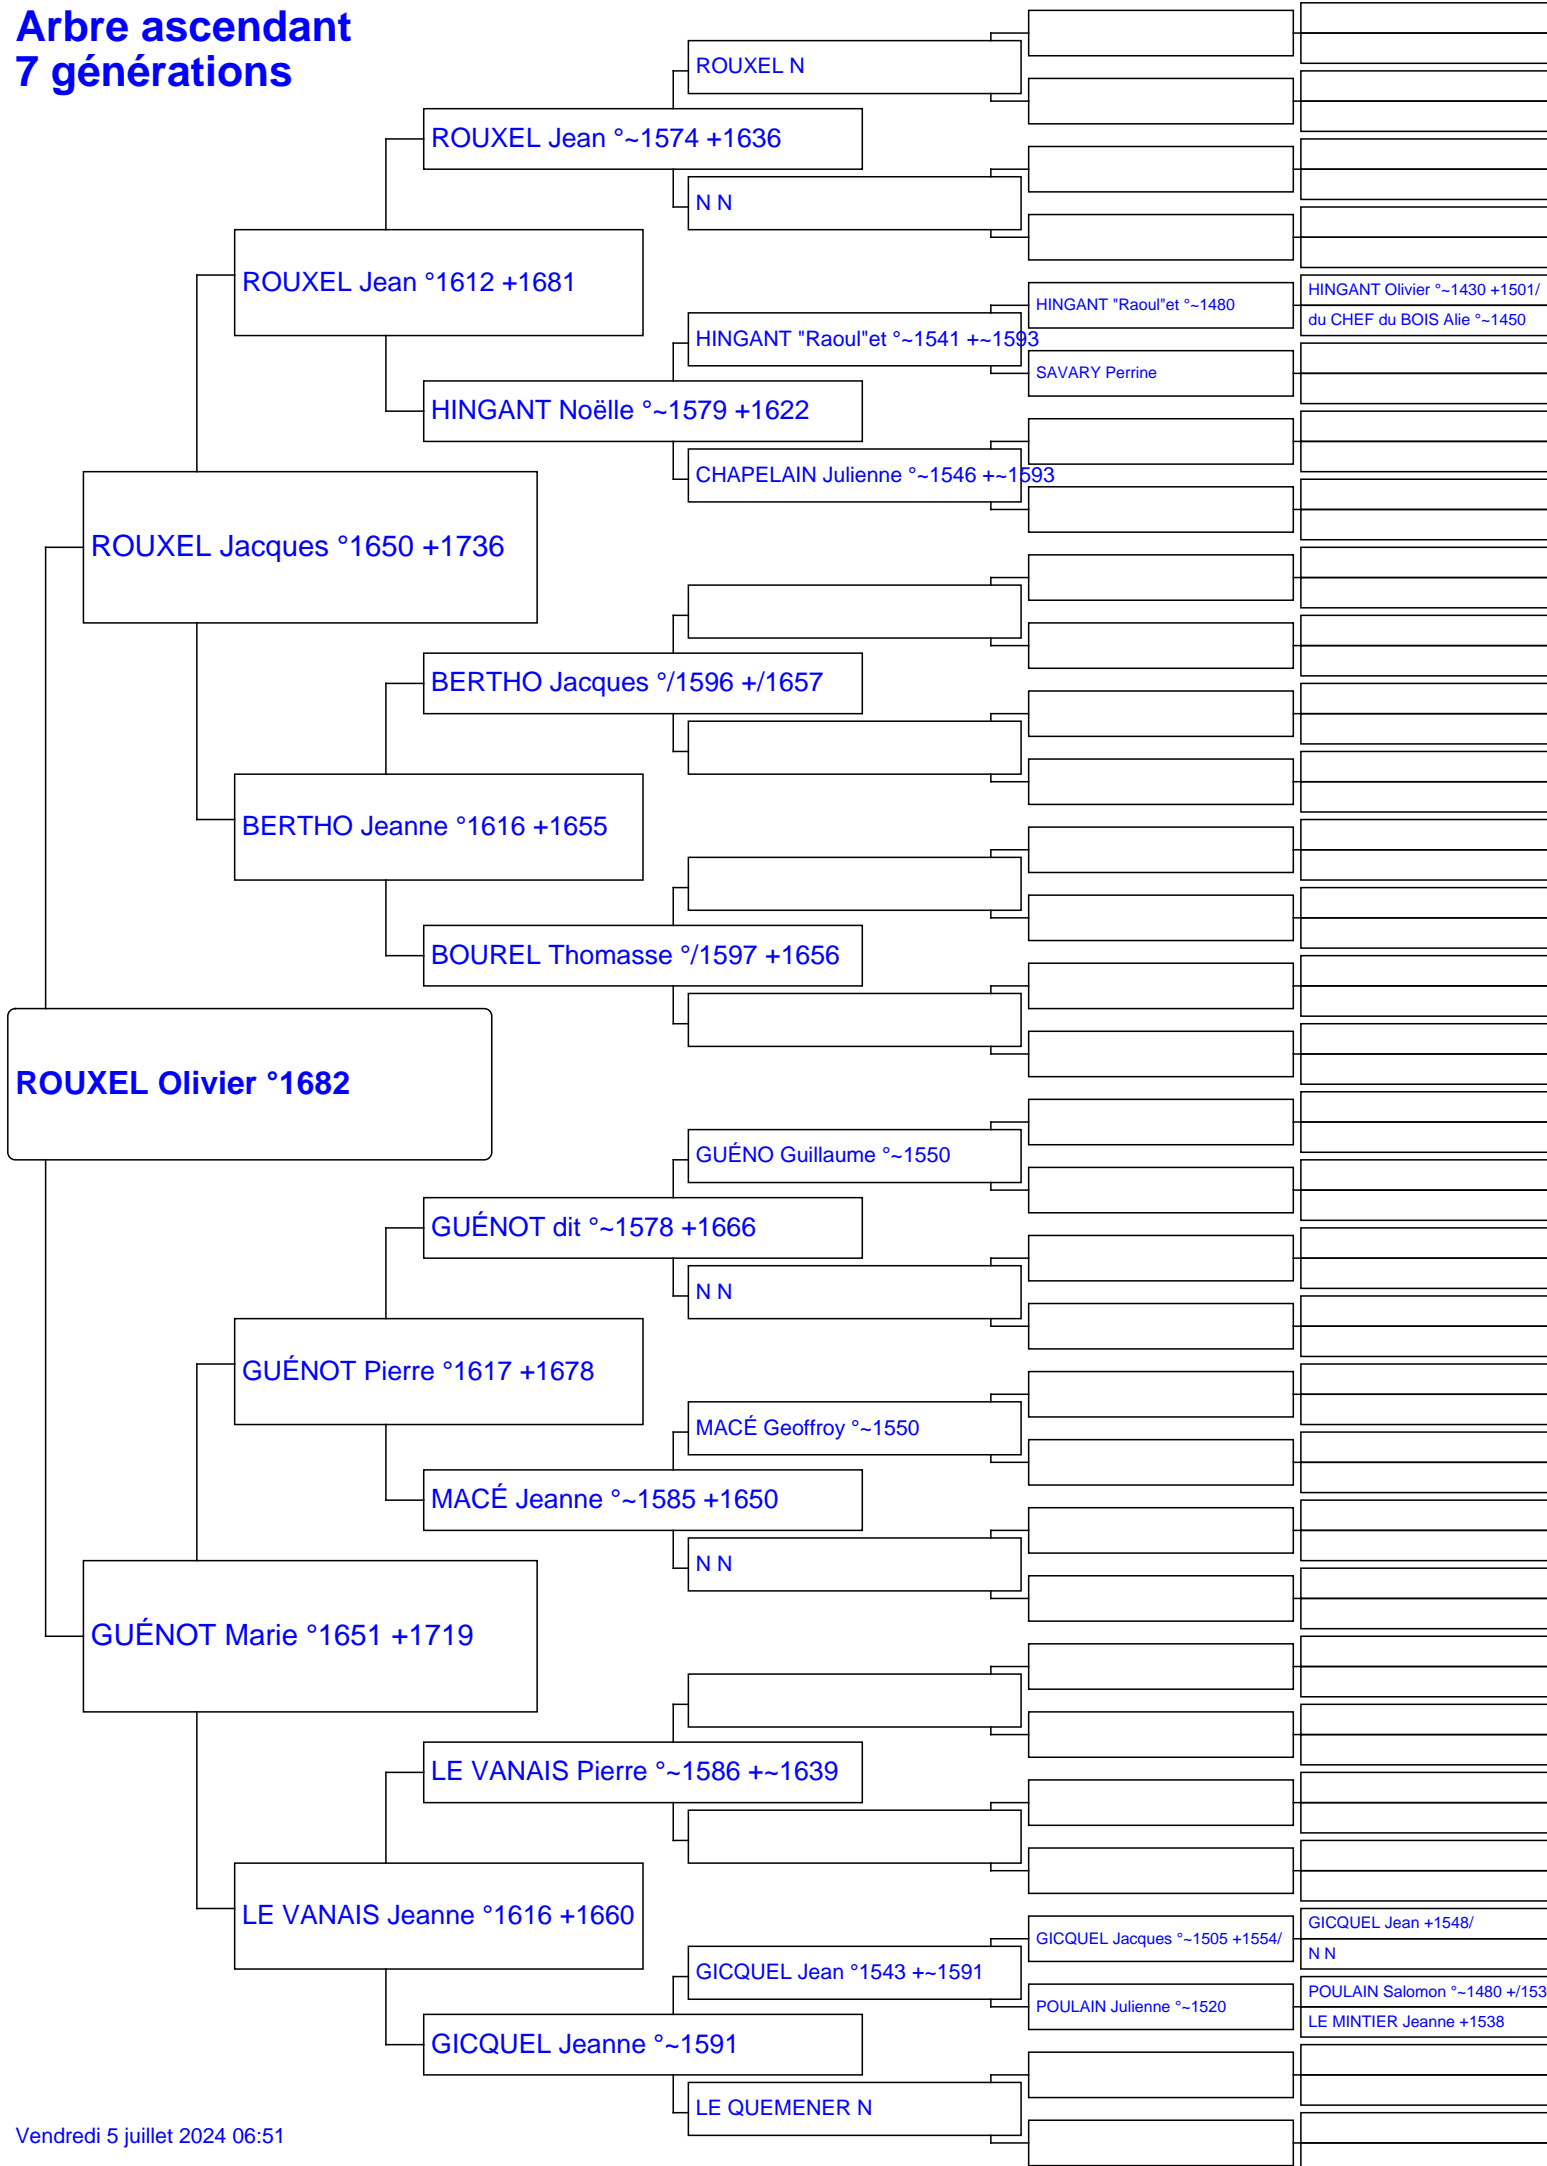 Arbre ascendant
7 générations
ROUXEL N
ROUXEL Jean °~1574 +1636
N N
ROUXEL Jean °1612 +1681
HINGANT Olivier °~1430 +1501/
HINGANT "Raoul"et °~1480
du CHEF du BOIS Alie °~1450
HINGANT "Raoul"et °~1541 +~1593
SAVARY Perrine
HINGANT Noëlle °~1579 +1622
CHAPELAIN Julienne °~1546 +~1593
ROUXEL Jacques °1650 +1736
BERTHO Jacques °/1596 +/1657
BERTHO Jeanne °1616 +1655
BOUREL Thomasse °/1597 +1656
ROUXEL Olivier °1682
GUÉNO Guillaume °~1550
GUÉNOT dit °~1578 +1666
N N
GUÉNOT Pierre °1617 +1678
MACÉ Geoffroy °~1550
MACÉ Jeanne °~1585 +1650
N N
GUÉNOT Marie °1651 +1719
LE VANAIS Pierre °~1586 +~1639
LE VANAIS Jeanne °1616 +1660
GICQUEL Jean +1548/
GICQUEL Jacques °~1505 +1554/
N N
GICQUEL Jean °1543 +~1591
POULAIN Salomon °~1480 +/153
POULAIN Julienne °~1520
LE MINTIER Jeanne +1538
GICQUEL Jeanne °~1591
LE QUEMENER N
Vendredi 5 juillet 2024 06:51